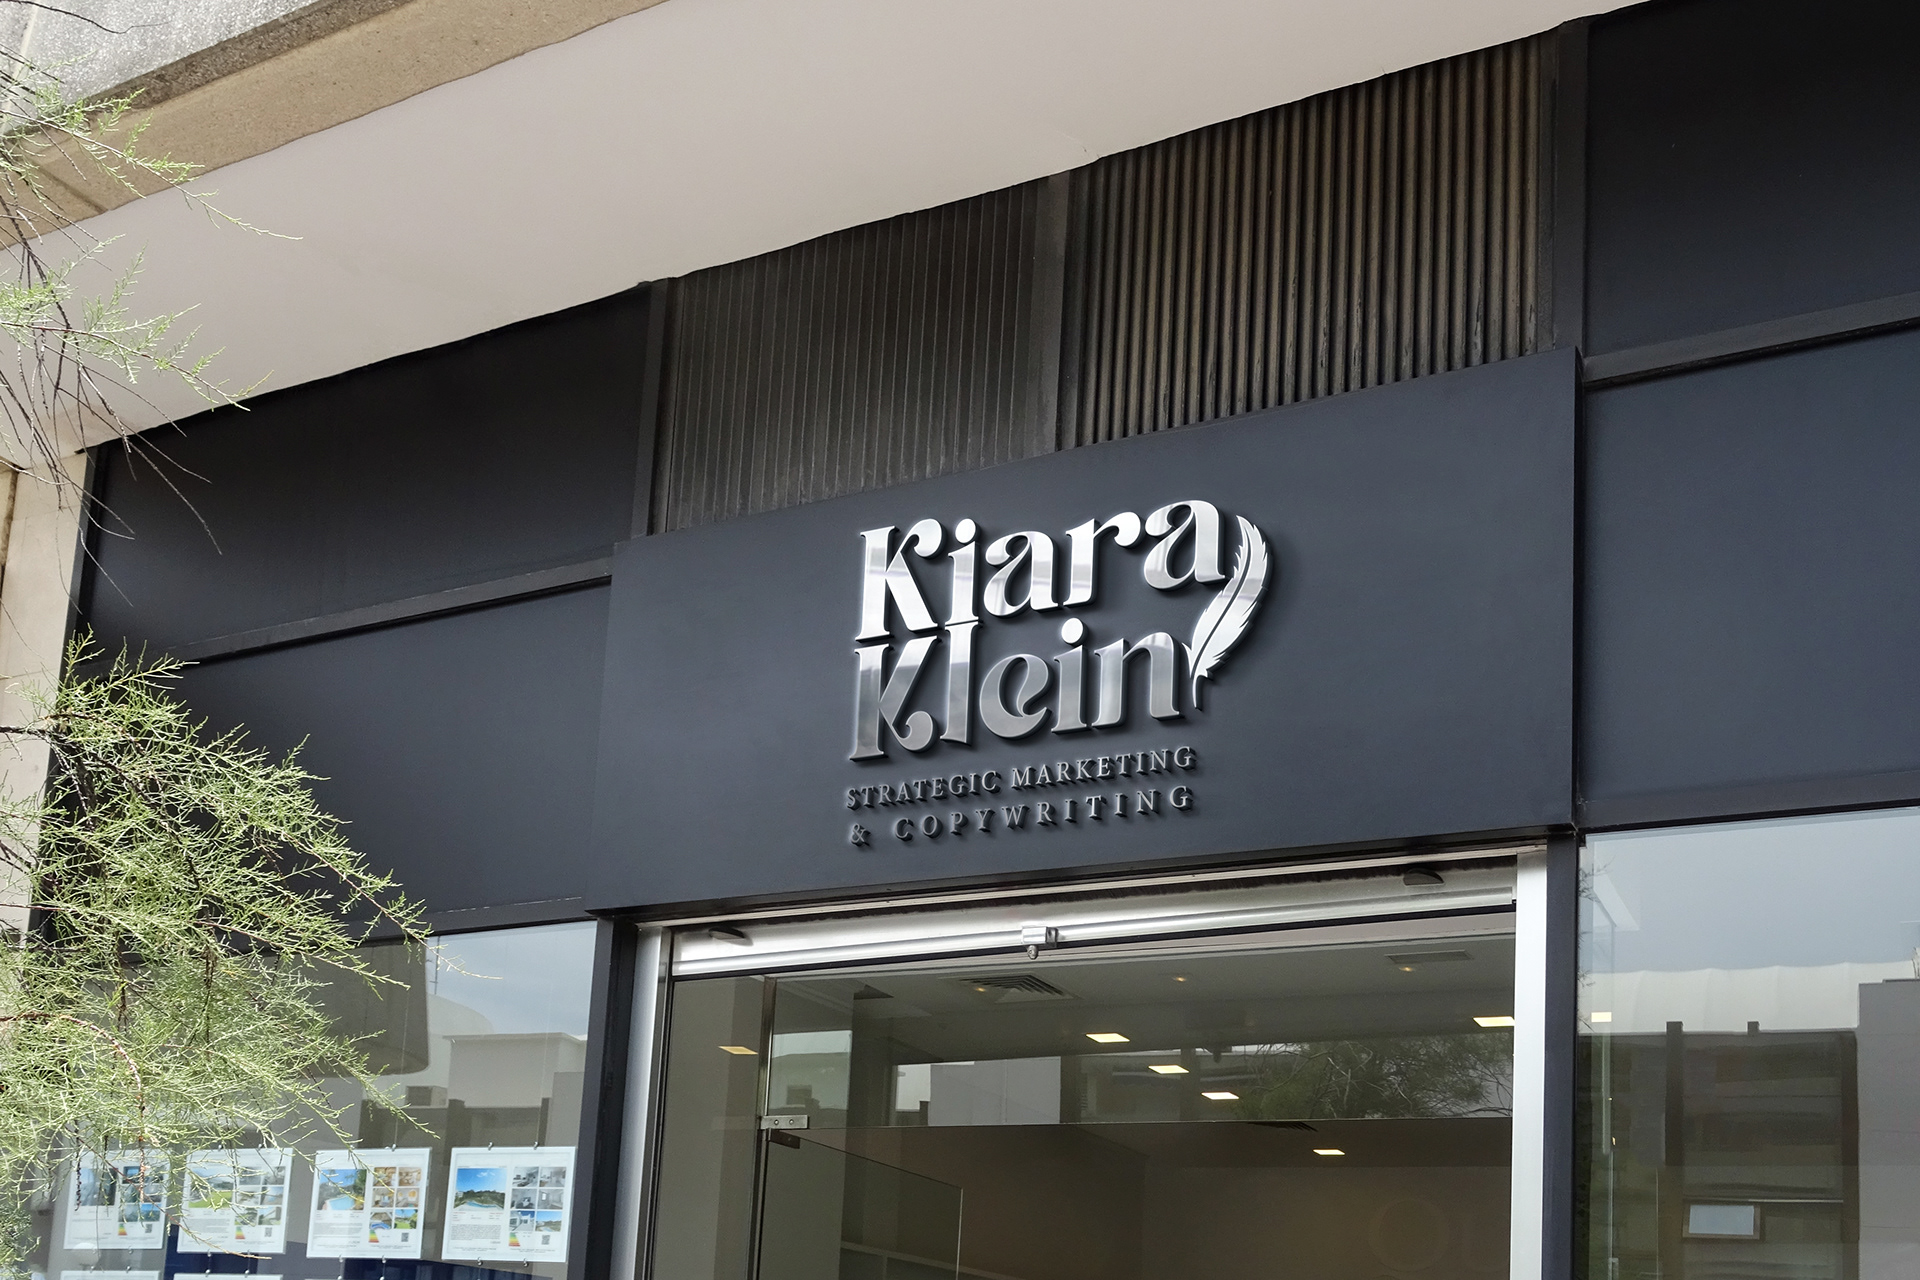 Kiara
Klein
STRATEGIC MARKETING
& COPYWRITING